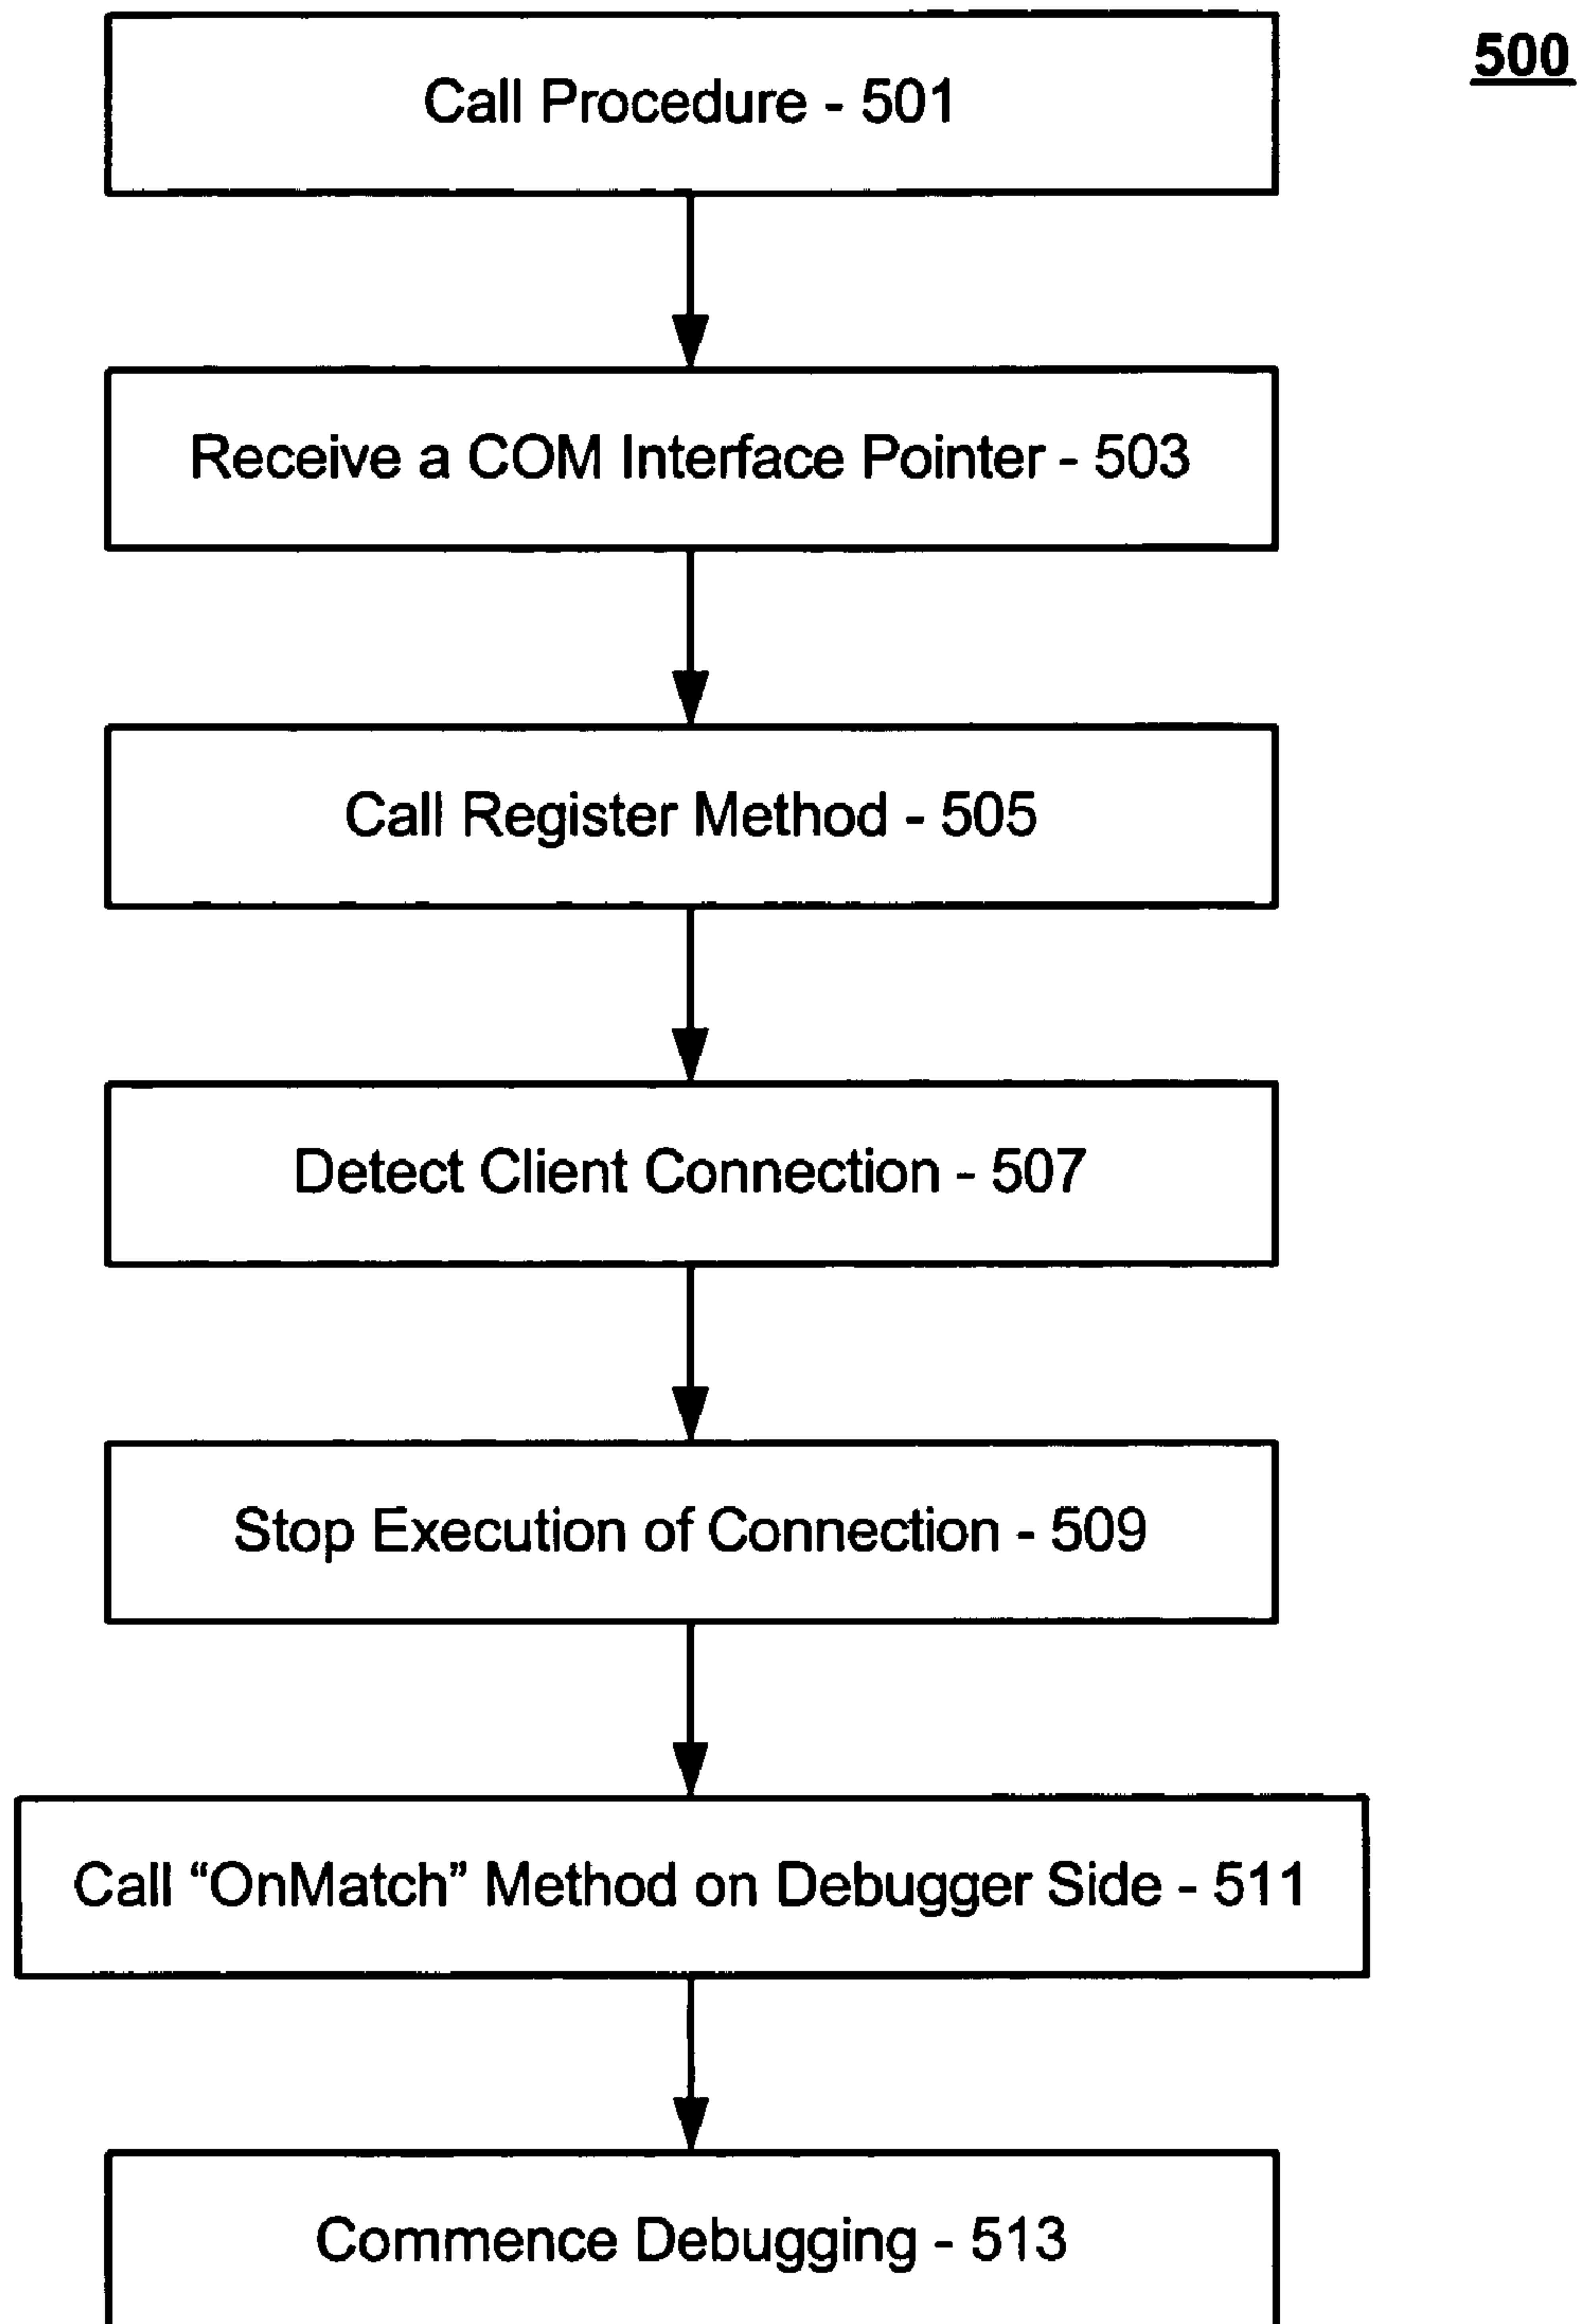 500
Call Procedure - 501
Receive a COM Interface Pointer - 503
Call Register Method - 505
Detect Client Connection - 507
Stop Execution of Connection - 509
Call “OnMatch” Method on Debugger Side - 511
Commence Debugging - 513